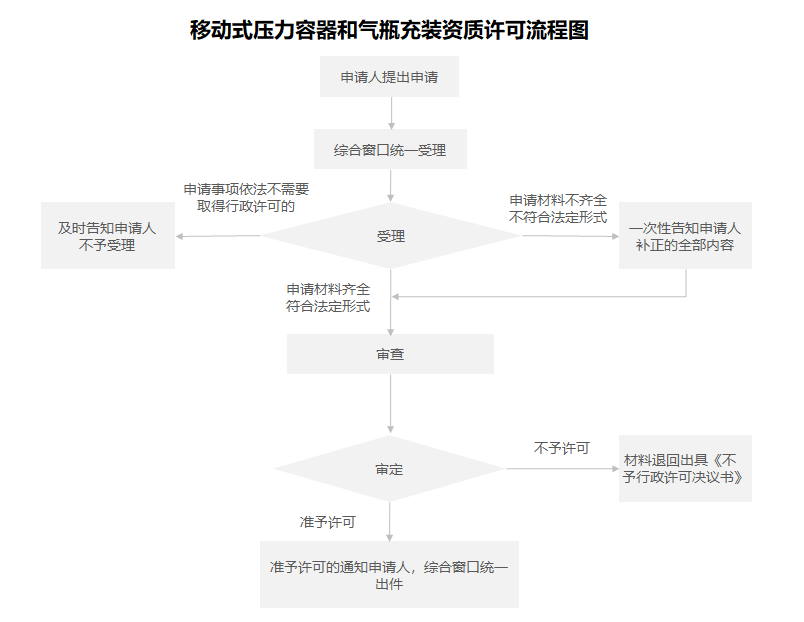 移动式压力容器和气瓶充装资质许可流程图
申请人提出申请
综合窗口统一受理
申请事项依法不需要
取得行政许可的
申请材料不齐全
不符合法定形式
及时告知申请人
不予受理
受理
一次性告知申请人
补正的全部内容
申请材料齐全
符合法定形式
审查
审定
不予许可
材料退回出具《不
予行政许可决议书》
准予许可
准予许可的通知申请人，综合窗口统一
出件